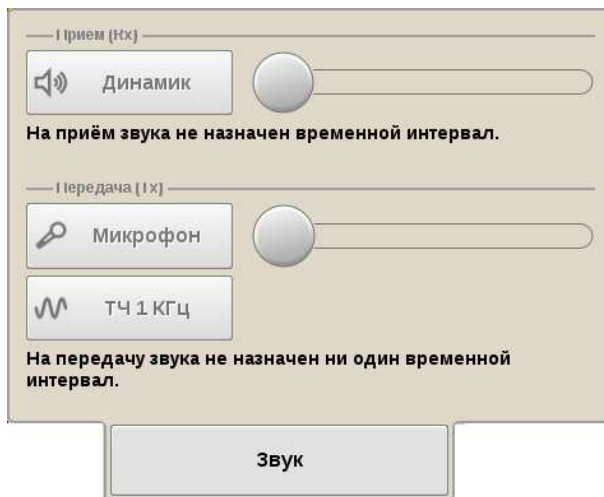 Прием (Rx)
Динамик
На приём звука не назначен временной интервал.
Передача (Tx)
Микрофон
ТЧ 1 КГц
На передачу звука не назначен ни один временной
интервал.
Звук